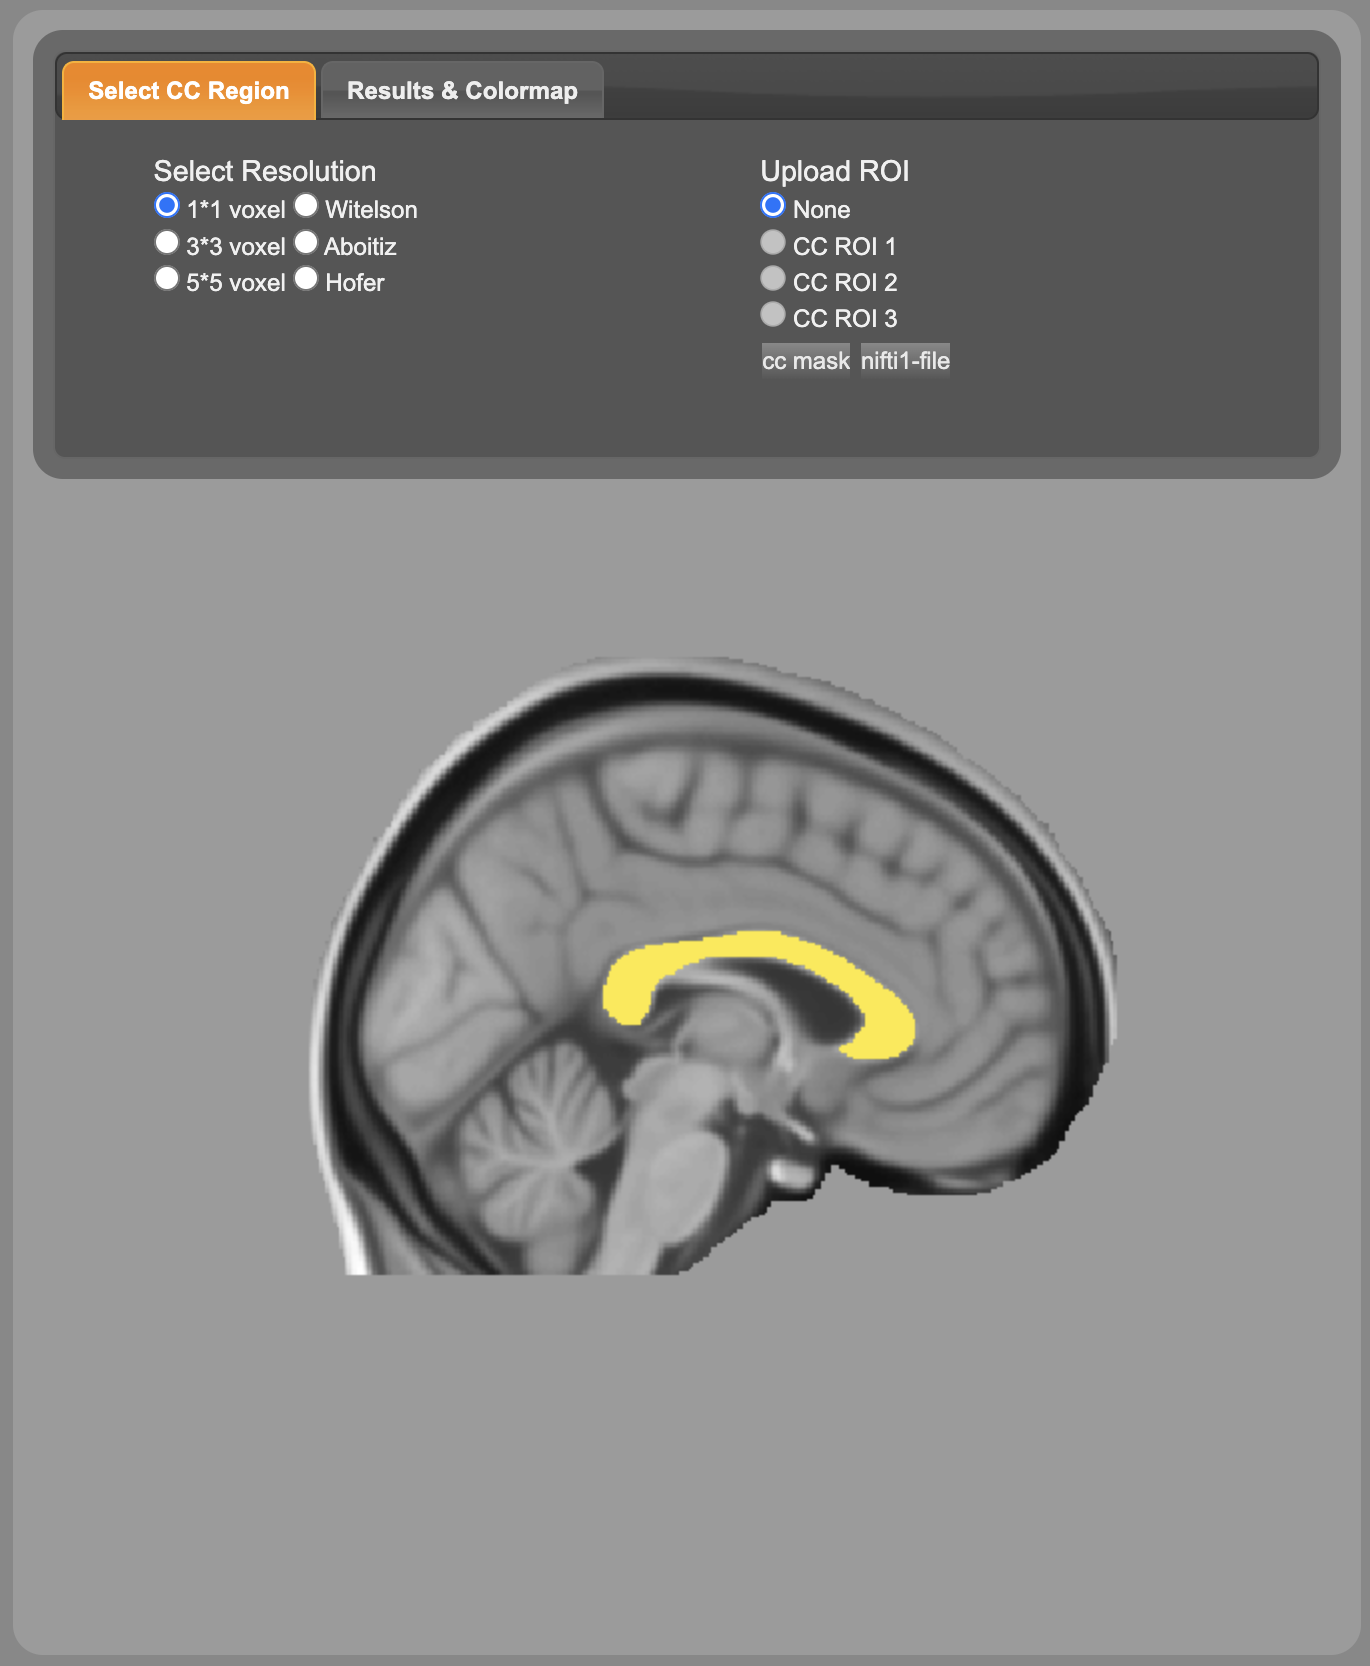 Select CC Region Results & Colormap
Select Resolution
1*1 voxel Witelson
3*3 voxel Aboitiz
5*5 voxel Hofer
Upload ROI
None
CC ROI 1
CC ROI 2
CC ROI 3
cc mask nifti1-file